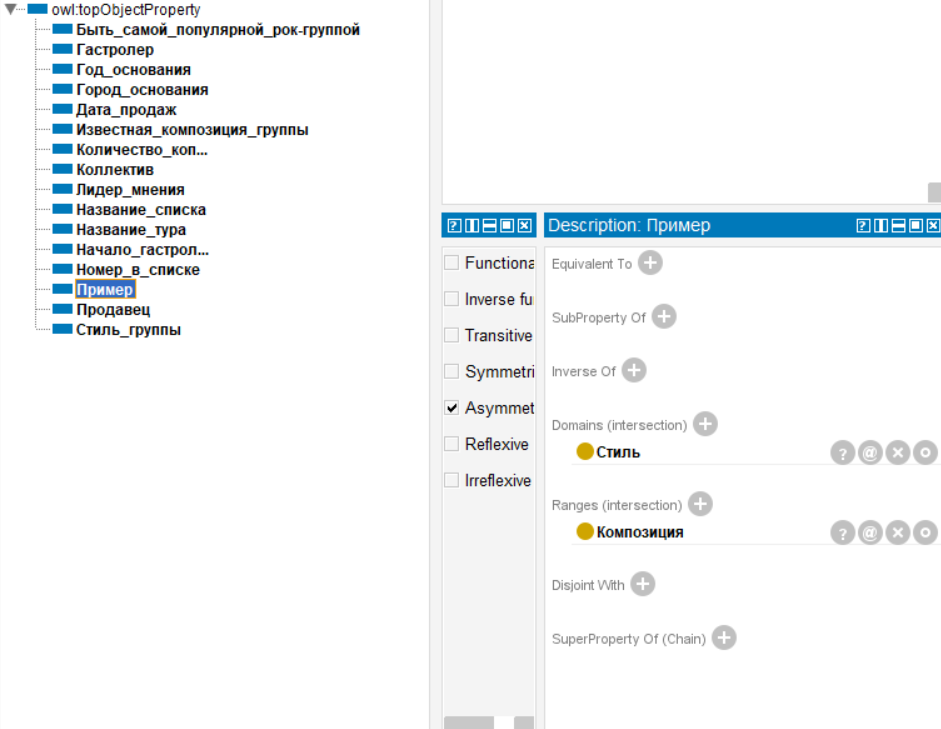 owl:topObjectProperty
Быть_самой_популярной_рок-группой
Гастролер
Год_основания
Город_основания
Дата_продаж
Известная_композиция_группы
Количество_коп...
Коллектив
Лидер_мнения
Название_списка
Название_тура
Начало_гастрол...
Номер_в_списке
Пример
Продавец
Стиль_группы
Functiona
Inverse fu
Transitive
Symmetri
Asymmet
Reflexive
Irreflexive
Description: Пример
Equivalent To
SubProperty Of
Inverse Of
Domains (intersection)
Стиль
Ranges (intersection)
Композиция
Disjoint With
SuperProperty Of (Chain)